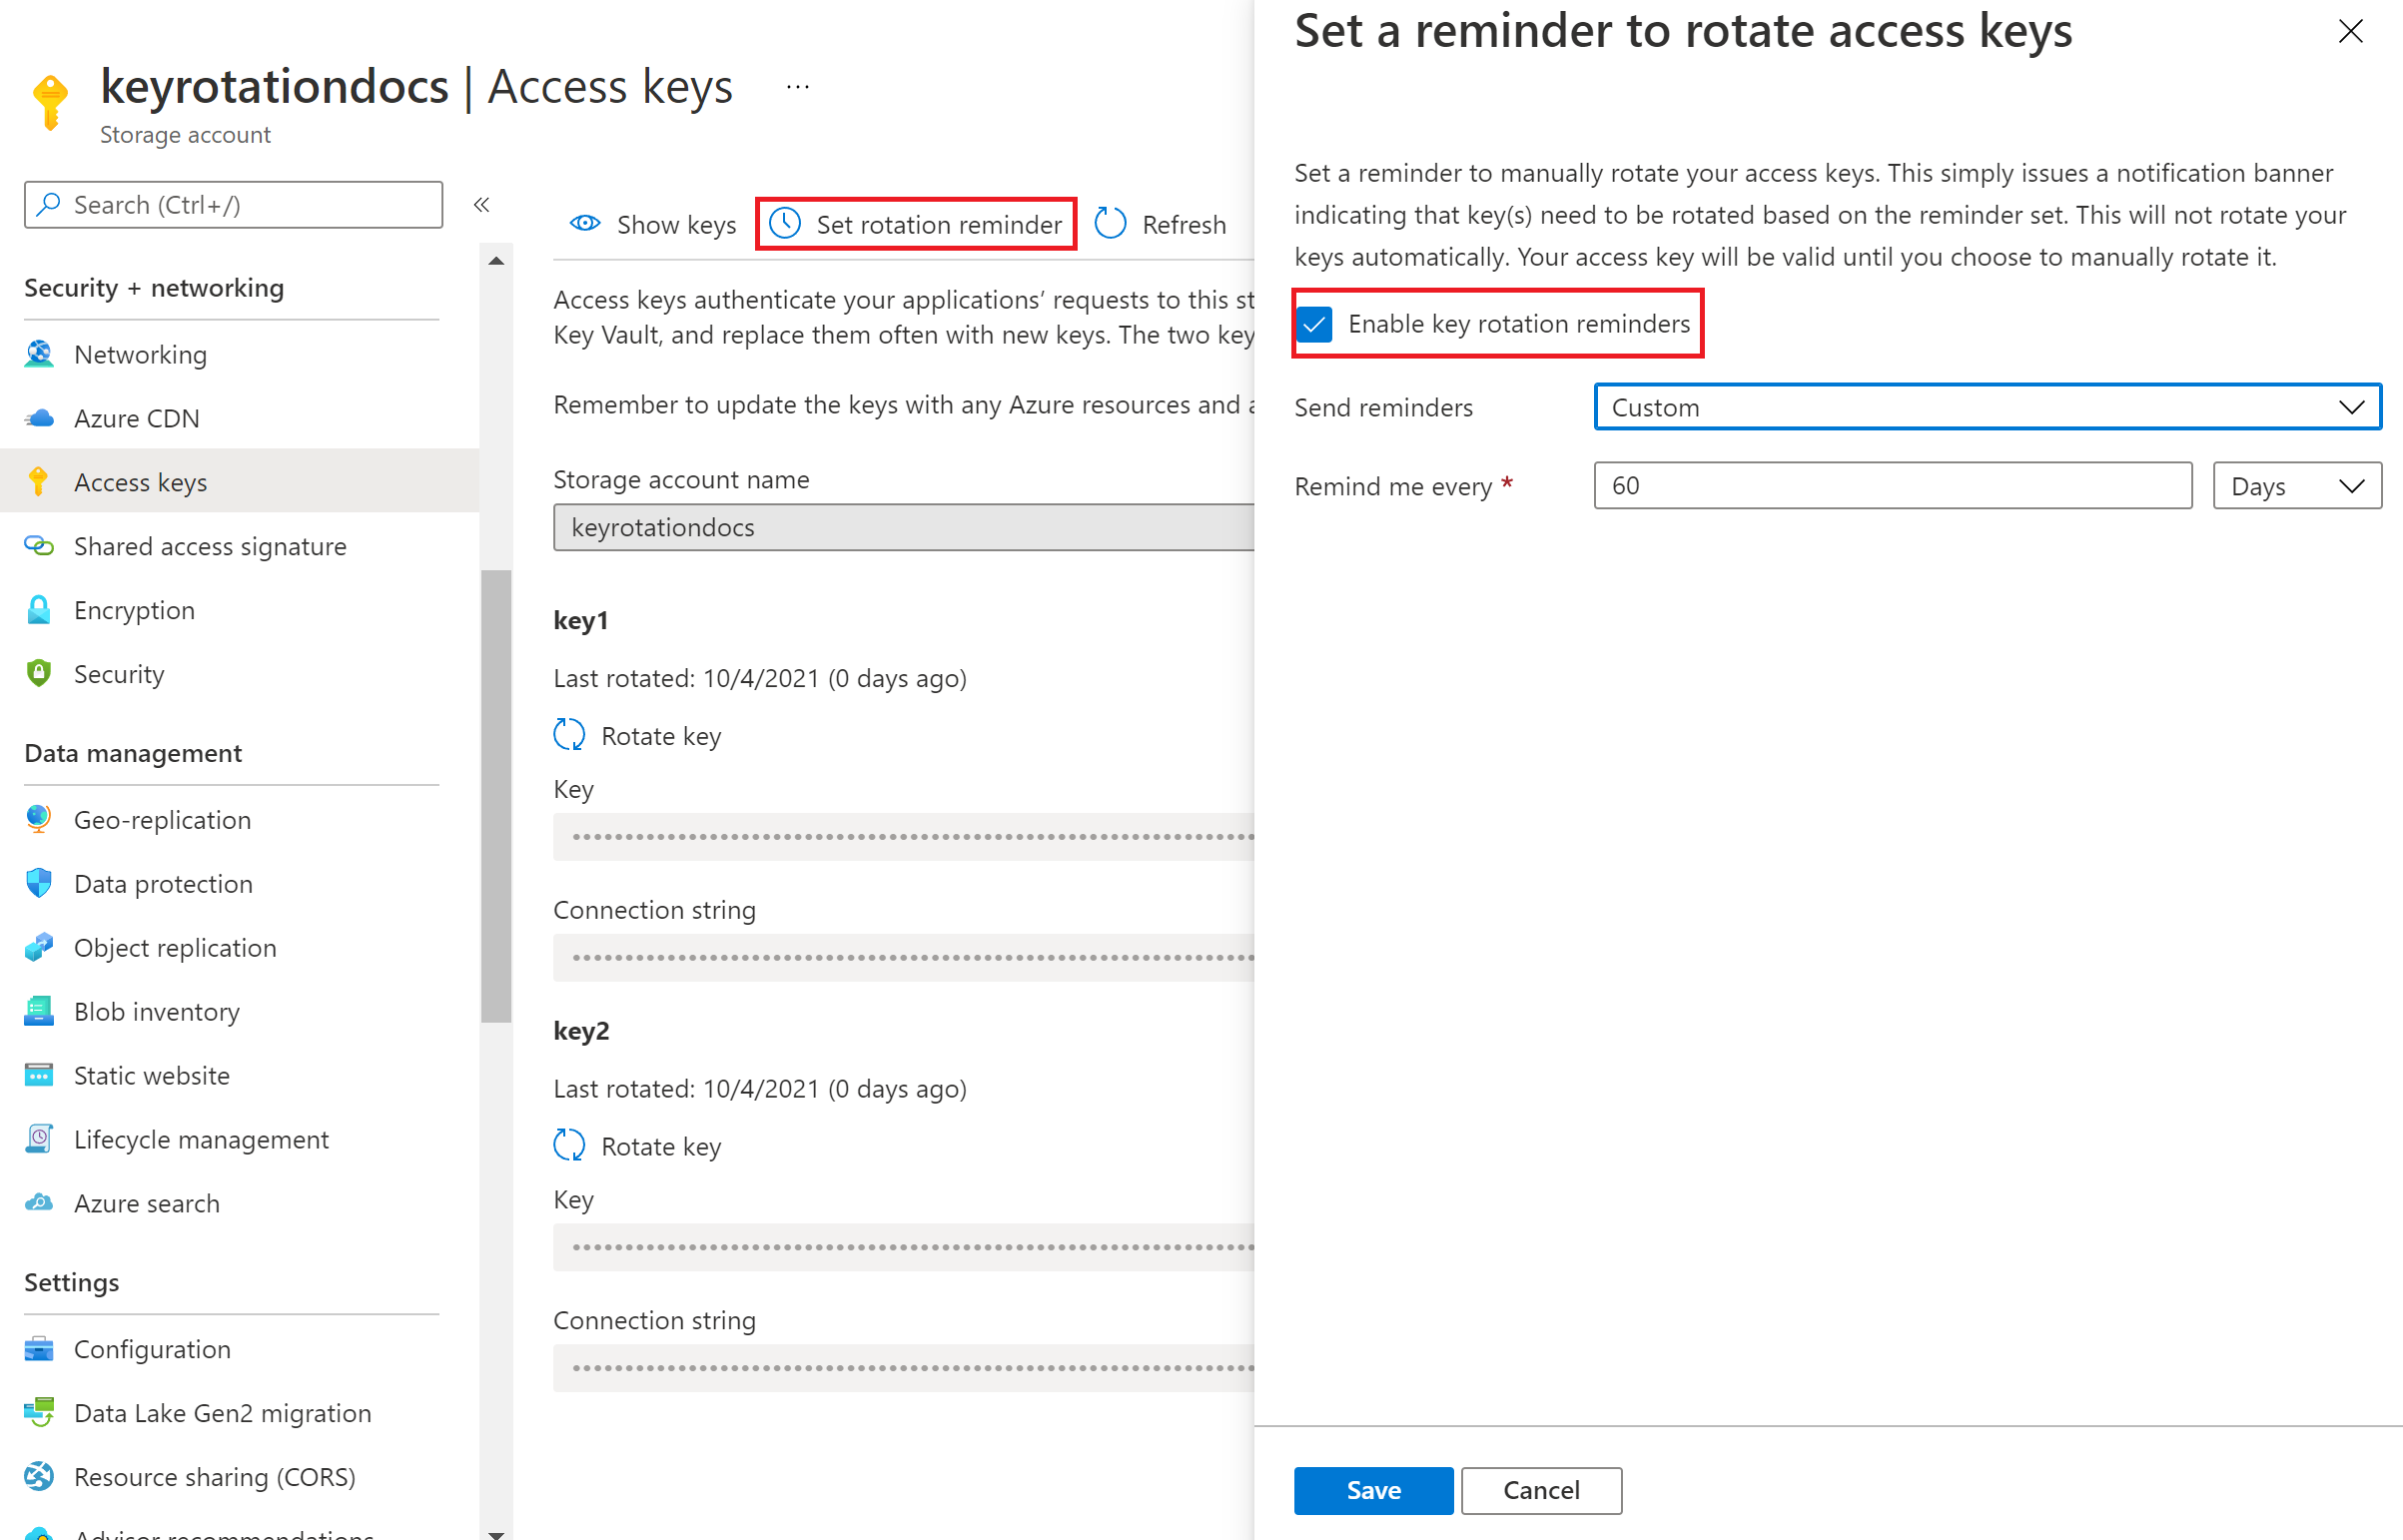 keyrotationdocs | Access keys ...
Storage account
Search (Ctrl+/)
«
Security + networking
Networking
Azure CDN
Access keys
Shared access signature
Encryption
Security
Data management
Geo-replication
Data protection
Object replication
Blob inventory
Static website
Lifecycle management
Azure search
Settings
Configuration
Data Lake Gen2 migration
Resource sharing (CORS)
Advisor recommendations
Show keys
Set rotation reminder
Refresh
Access keys authenticate your applications’ requests to this st
Key Vault, and replace them often with new keys. The two key
Remember to update the keys with any Azure resources and a
Storage account name
keyrotationdocs
key1
Last rotated: 10/4/2021 (0 days ago)
Rotate key
Key
Connection string
key2
Last rotated: 10/4/2021 (0 days ago)
Rotate key
Key
Connection string
Set a reminder to rotate access keys
Set a reminder to manually rotate your access keys. This simply issues a notification banner
indicating that key(s) need to be rotated based on the reminder set. This will not rotate your
keys automatically. Your access key will be valid until you choose to manually rotate it.
Enable key rotation reminders
Send reminders
Custom
Remind me every *
60
Days
Save
Cancel